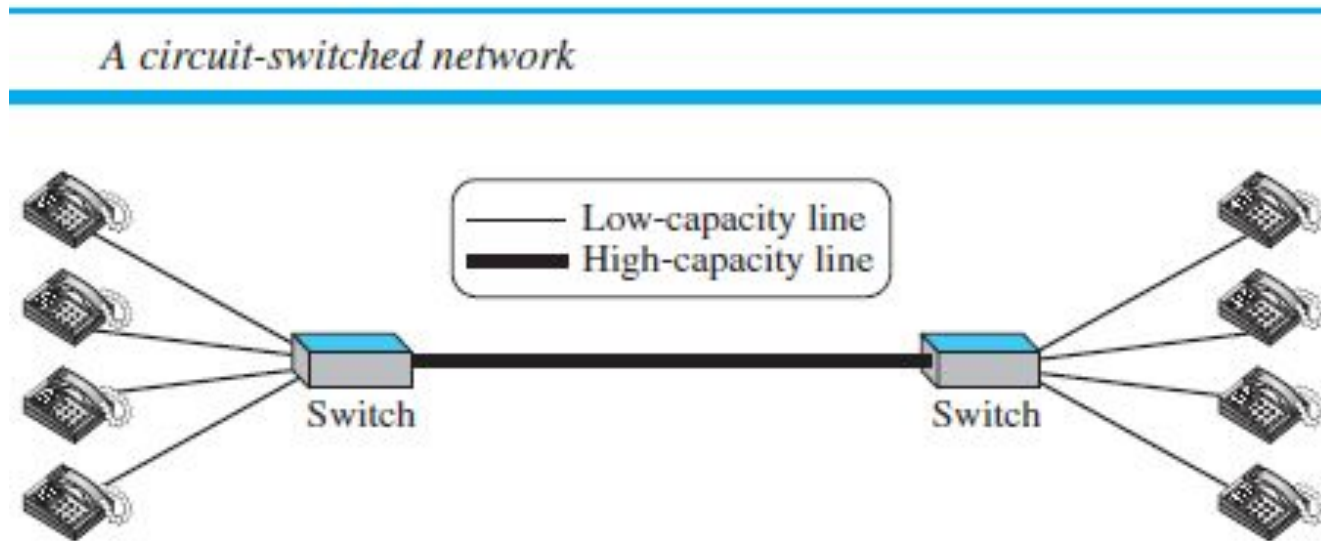 A circuit-switched network
Low-capacity line
High-capacity line
Switch
Switch